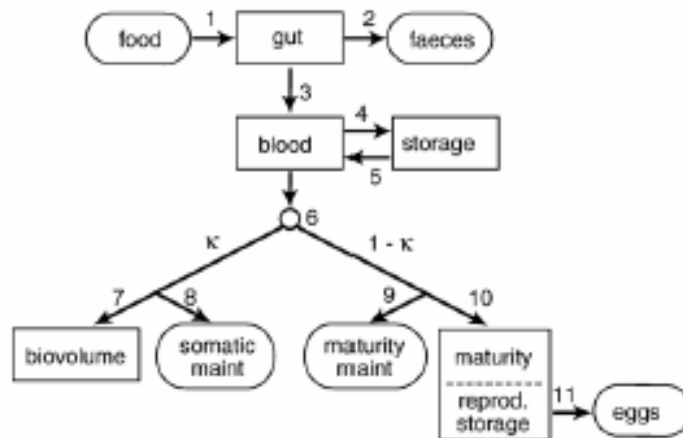 1
2
food
gut
faeces
3
4
blood
storage
5
6
κ
1 - κ
7
8
9
10
biovolume
somatic
maint
maturity
maint
maturity
reprod.
storage
11
eggs